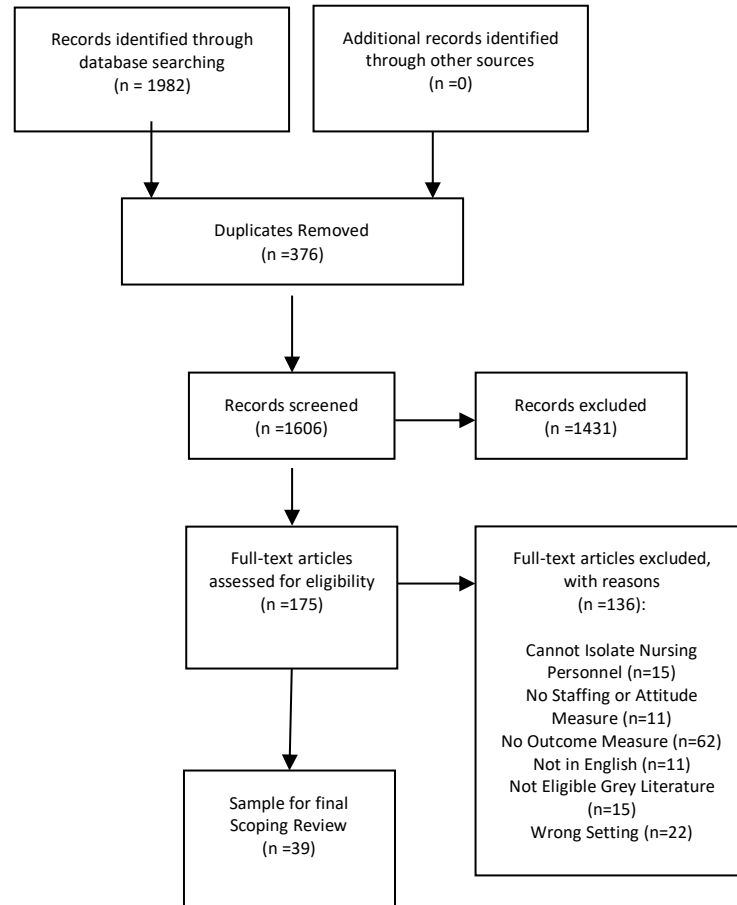 Records identified through
database searching
(n = 1982)
Additional records identified
through other sources
(n =0)
Duplicates Removed
(n =376)
Records screened
(n =1606)
Records excluded
(n =1431)
Full-text articles
assessed for eligibility
(n =175)
Full-text articles excluded,
with reasons
(n =136):
Cannot Isolate Nursing
Personnel (n=15)
No Staffing or Attitude
Measure (n=11)
No Outcome Measure (n=62)
Not in English (n=11)
Not Eligible Grey Literature
(n=15)
Wrong Setting (n=22)
Sample for final
Scoping Review
(n =39)